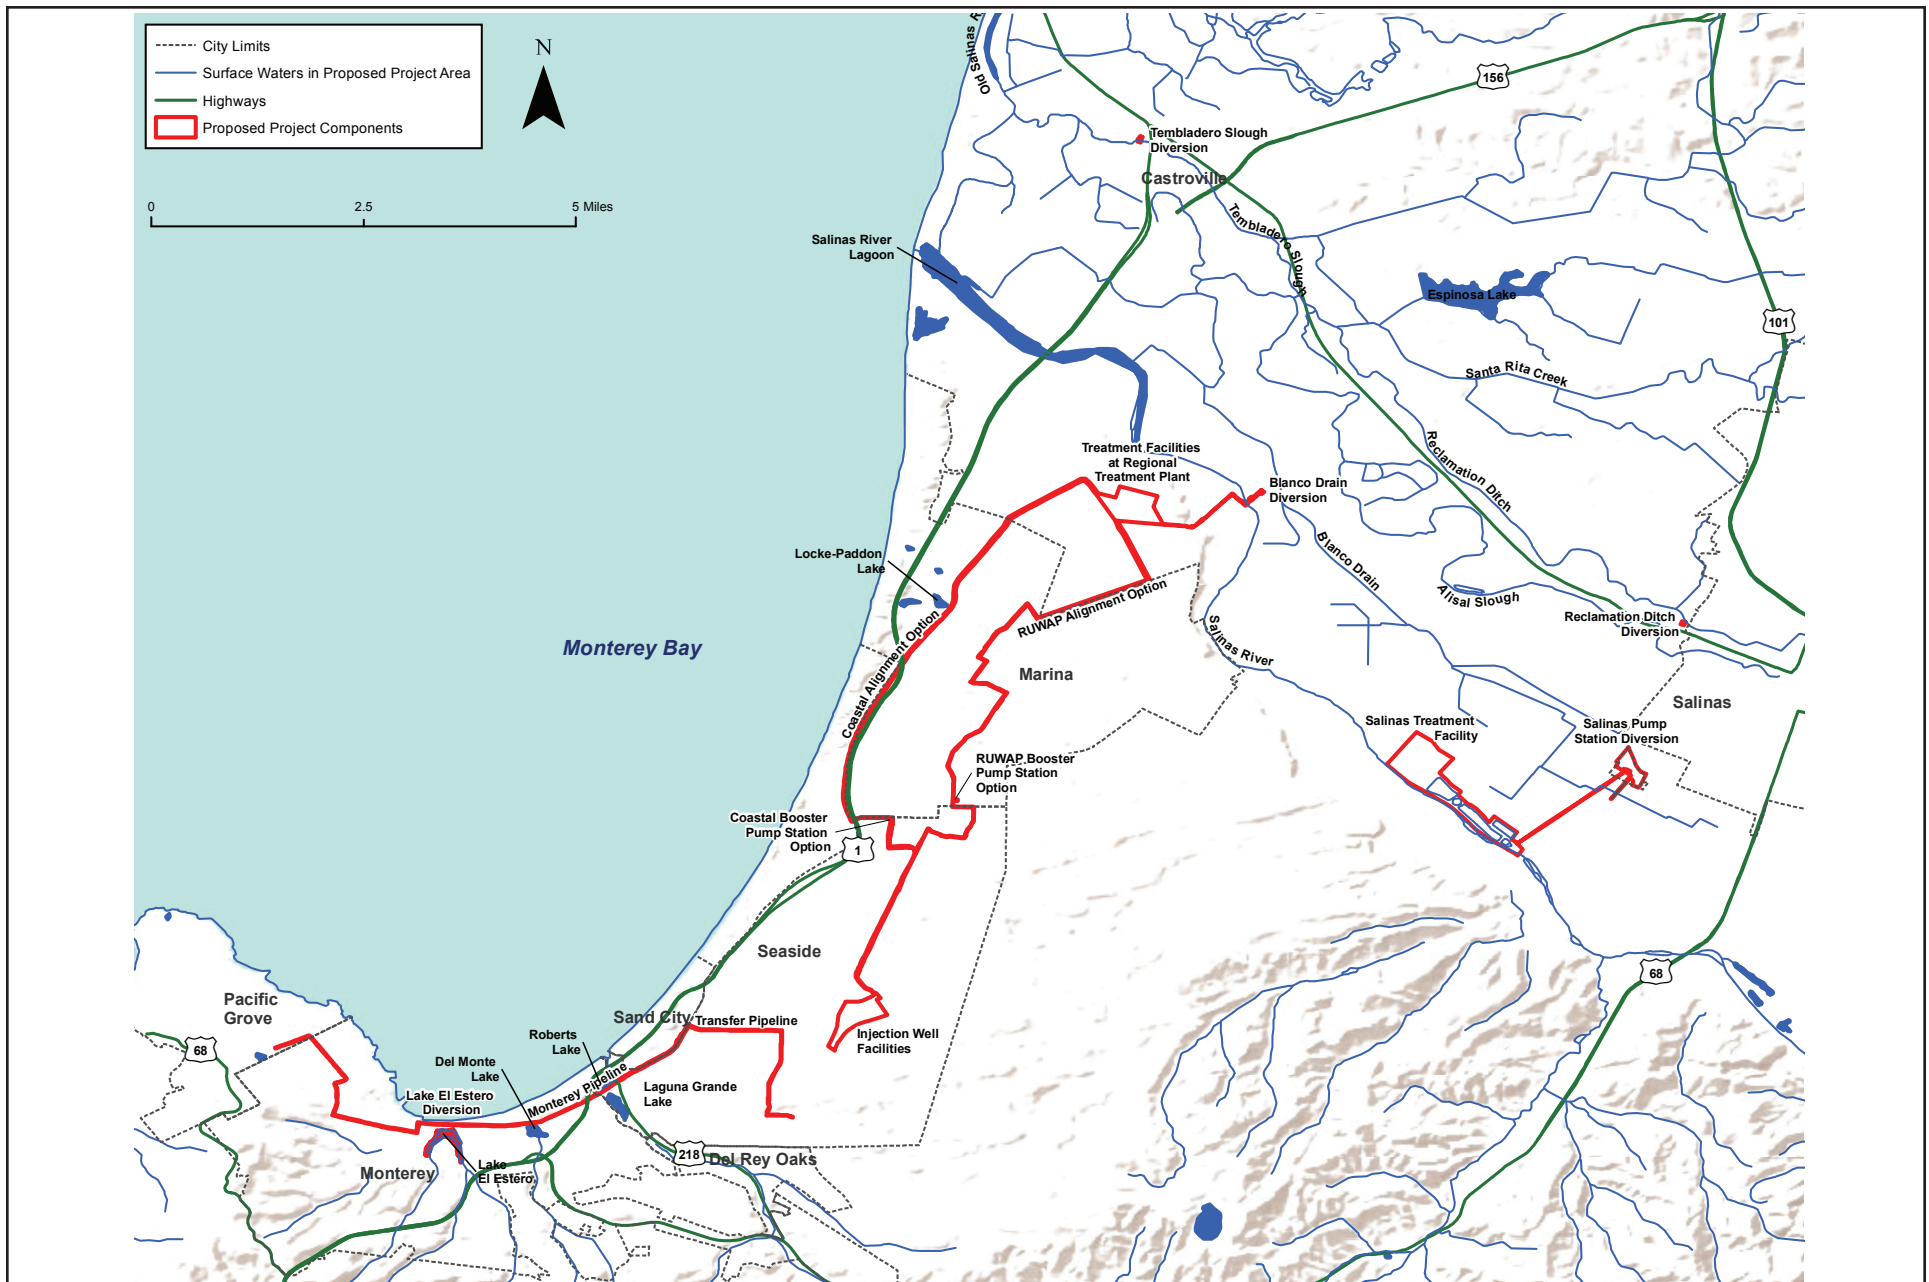 City Limits
Surface Waters in Proposed Project Area
Highways
Proposed Project Components
N
0
2.5
5 Miles
Old Salinas R
156
Tembladero Slough
Diversion
Castroville
Tembladero Slough
Salinas River
Lagoon
Espinosa Lake
101
Santa Rita Creek
Reclamation Ditch
Treatment Facilities
at Regional
Treatment Plant
Blanco Drain
Diversion
Blanco Drain
Locke-Paddon
Lake
Alisal Slough
Reclamation Ditch
Diversion
Coastal Alignment Option
RUWAP Alignment Option
Salinas River
Monterey Bay
Marina
Salinas
Salinas Treatment
Facility
Salinas Pump
Station Diversion
RUWAP Booster
Pump Station
Option
Coastal Booster
Pump Station
Option
1
Seaside
68
Pacific
Grove
Sand City
Transfer Pipeline
Injection Well
Facilities
68
Roberts
Lake
Del Monte
Lake
Monterey Pipeline
Laguna Grande
Lake
Lake El Estero
Diversion
218
Del Rey Oaks
Monterey
Lake
El Estero